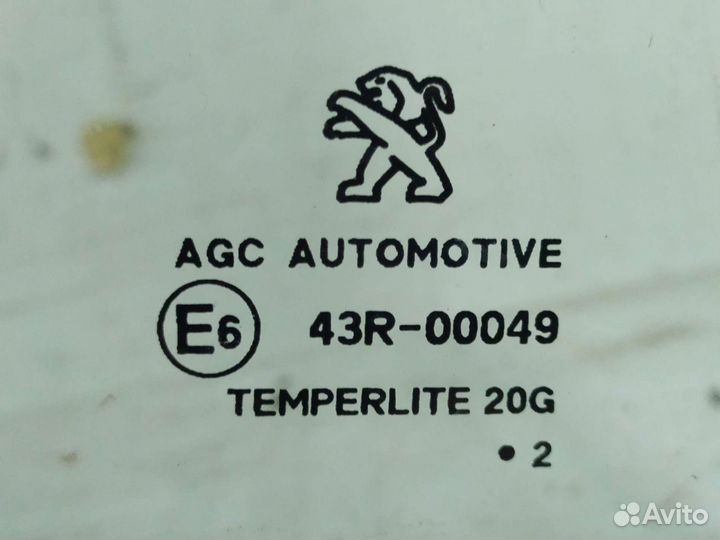 AGC AUTOMOTIVE
E6 43R-00049
TEMPERLITE 20G
• 2
Avito